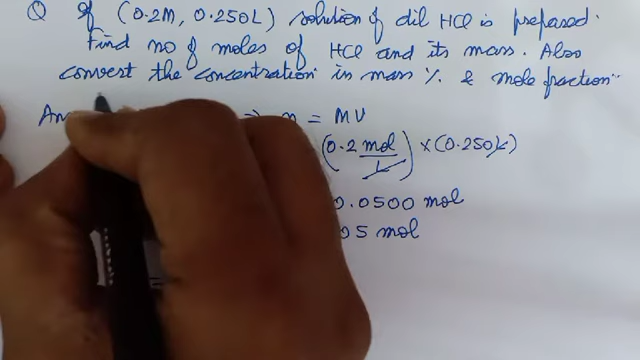 Q If (0.2M, 0.250L) solution of dil HCl is prepared.
Find no of moles of HCl and its mass. Also
convert the concentration in mass % & mole fraction..
An ⇒ n = MV
(0.2 mol/L) × (0.250L)
0.0500 mol
05 mol
=